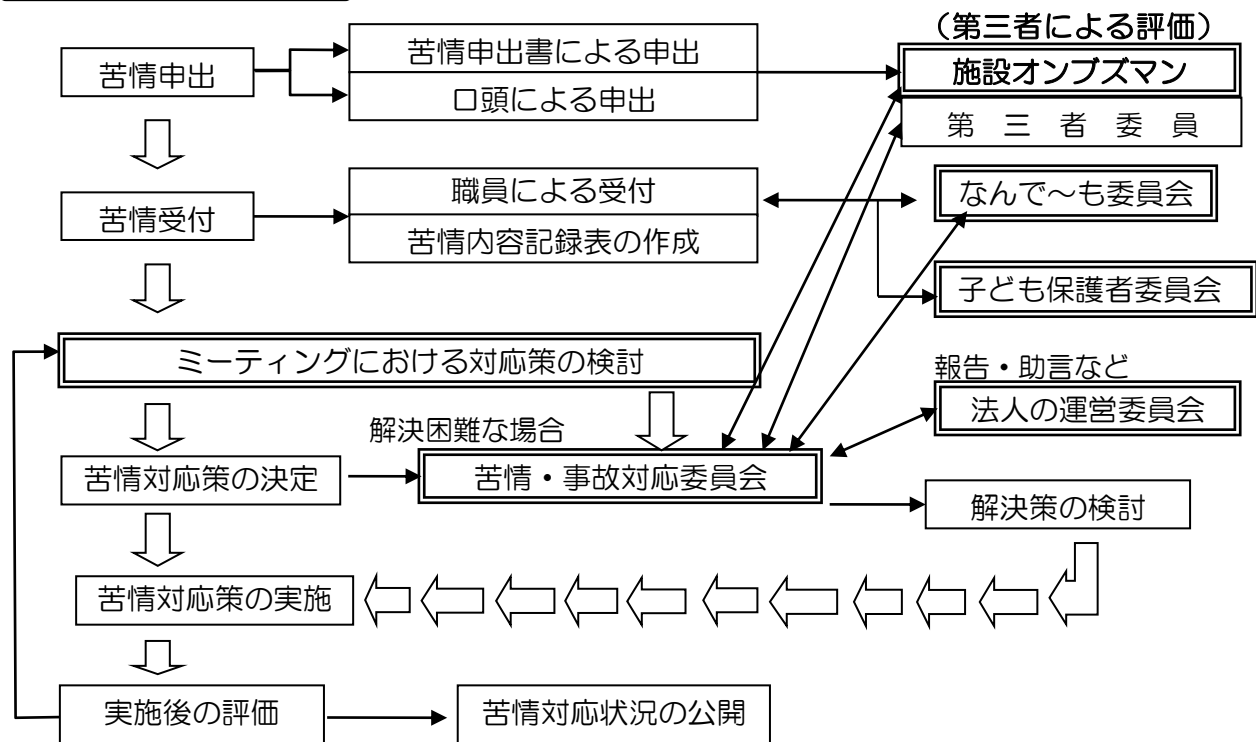 （第三者による評価）
苦情申出
苦情申出書による申出
口頭による申出
施設オンブズマン
第三者委員
苦情受付
職員による受付
苦情内容記録表の作成
なんで～も委員会
子ども保護者委員会
ミーティングにおける対応策の検討
報告・助言など
法人の運営委員会
解決困難な場合
苦情対応策の決定
苦情・事故対応委員会
解決策の検討
苦情対応策の実施
実施後の評価
苦情対応状況の公開